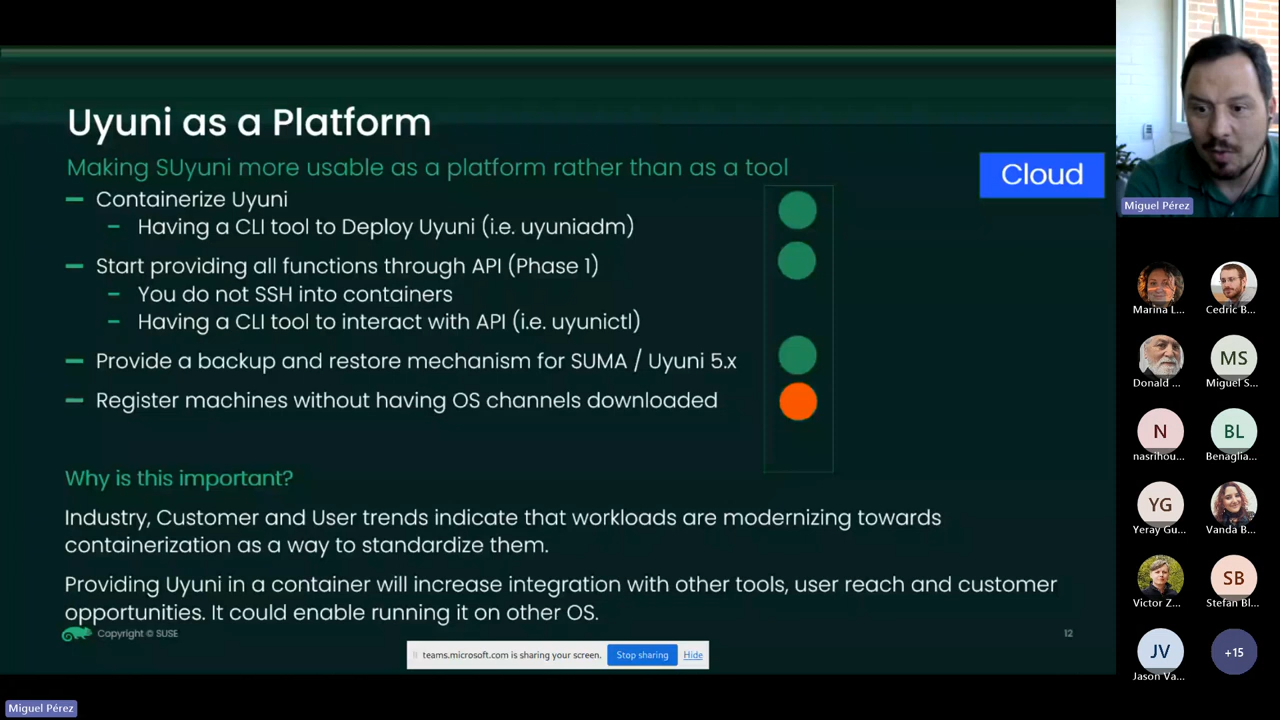 Uyuni as a Platform
Making SUyuni more usable as a platform rather than as a tool
Cloud
Containerize Uyuni
Having a CLI tool to Deploy Uyuni (i.e. uyuniadm)
Start providing all functions through API (Phase 1)
You do not SSH into containers
Having a CLI tool to interact with API (i.e. uyunictl)
Provide a backup and restore mechanism for SUMA / Uyuni 5.x
Register machines without having OS channels downloaded
Why is this important?
Industry, Customer and User trends indicate that workloads are modernizing towards
containerization as a way to standardize them.
Providing Uyuni in a container will increase integration with other tools, user reach and customer
opportunities. It could enable running it on other OS.
Copyright © SUSE
12
teams.microsoft.com is sharing your screen.
Stop sharing
Hide
Miguel Pérez
Miguel Pérez
Marina L...
Cedric B...
Donald ...
MS
Miguel S...
N
nasrihou...
BL
Benaglia...
YG
Yeray Gu...
Vanda B...
Victor Z...
SB
Stefan Bl...
JV
Jason Va...
+15